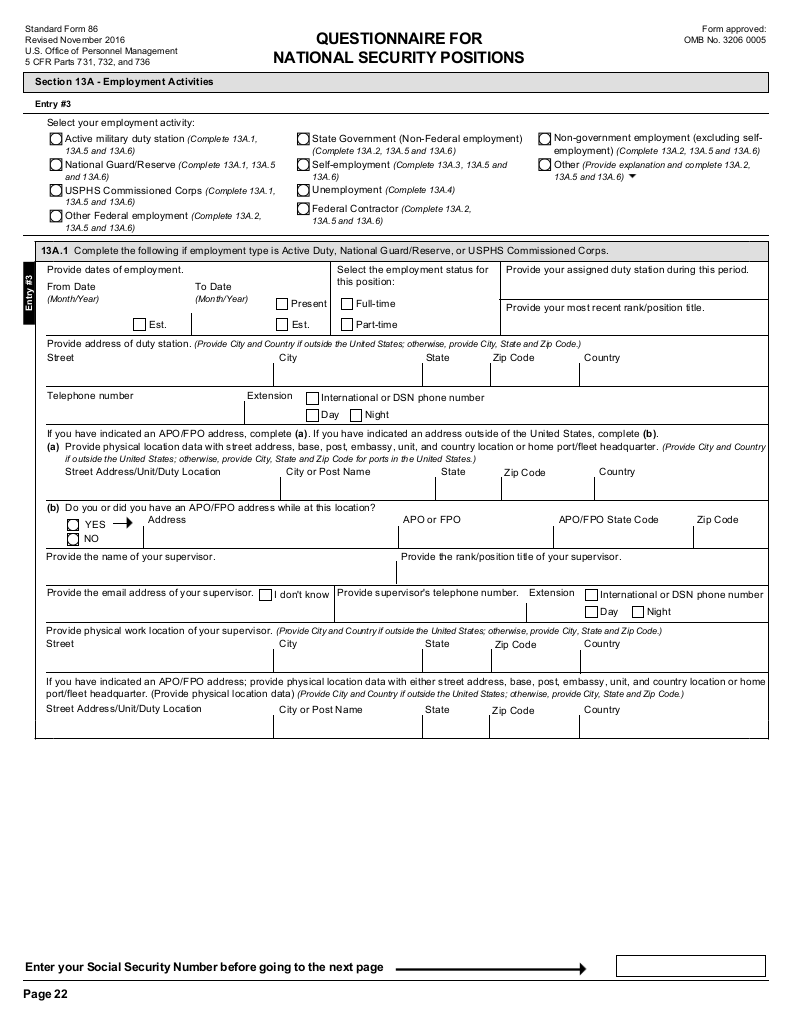 Standard Form 86
Revised November 2016
U.S. Office of Personnel Management
5 CFR Parts 731, 732, and 736
QUESTIONNAIRE FOR
NATIONAL SECURITY POSITIONS
Form approved:
OMB No. 3206 0005
Section 13A - Employment Activities
Entry #3
Select your employment activity:
Active military duty station (Complete 13A.1,
13A.5 and 13A.6)
National Guard/Reserve (Complete 13A.1, 13A.5
and 13A.6)
USPHS Commissioned Corps (Complete 13A.1,
13A.5 and 13A.6)
Other Federal employment (Complete 13A.2,
13A.5 and 13A.6)
State Government (Non-Federal employment)
(Complete 13A.2, 13A.5 and 13A.6)
Self-employment (Complete 13A.3, 13A.5 and
13A.6)
Unemployment (Complete 13A.4)
Federal Contractor (Complete 13A.2,
13A.5 and 13A.6)
Non-government employment (excluding self-
employment) (Complete 13A.2, 13A.5 and 13A.6)
Other (Provide explanation and complete 13A.2,
13A.5 and 13A.6)
13A.1 Complete the following if employment type is Active Duty, National Guard/Reserve, or USPHS Commissioned Corps.
Entry #3
Provide dates of employment.
From Date
(Month/Year)
Est.
To Date
(Month/Year)
Present
Est.
Select the employment status for
this position:
Full-time
Part-time
Provide your assigned duty station during this period.
Provide your most recent rank/position title.
Provide address of duty station. (Provide City and Country if outside the United States; otherwise, provide City, State and Zip Code.)
Street City State Zip Code Country
Telephone number Extension International or DSN phone number
Day Night
If you have indicated an APO/FPO address, complete (a). If you have indicated an address outside of the United States, complete (b).
(a) Provide physical location data with street address, base, post, embassy, unit, and country location or home port/fleet headquarter. (Provide City and Country
if outside the United States; otherwise, provide City, State and Zip Code for ports in the United States.)
Street Address/Unit/Duty Location City or Post Name State Zip Code Country
(b) Do you or did you have an APO/FPO address while at this location?
YES Address APO or FPO APO/FPO State Code Zip Code
NO
Provide the name of your supervisor. Provide the rank/position title of your supervisor.
Provide the email address of your supervisor. I don't know Provide supervisor's telephone number. Extension International or DSN phone number
Day Night
Provide physical work location of your supervisor. (Provide City and Country if outside the United States; otherwise, provide City, State and Zip Code.)
Street City State Zip Code Country
If you have indicated an APO/FPO address; provide physical location data with either street address, base, post, embassy, unit, and country location or home
port/fleet headquarter. (Provide physical location data) (Provide City and Country if outside the United States; otherwise, provide City, State and Zip Code.)
Street Address/Unit/Duty Location City or Post Name State Zip Code Country
Enter your Social Security Number before going to the next page
Page 22